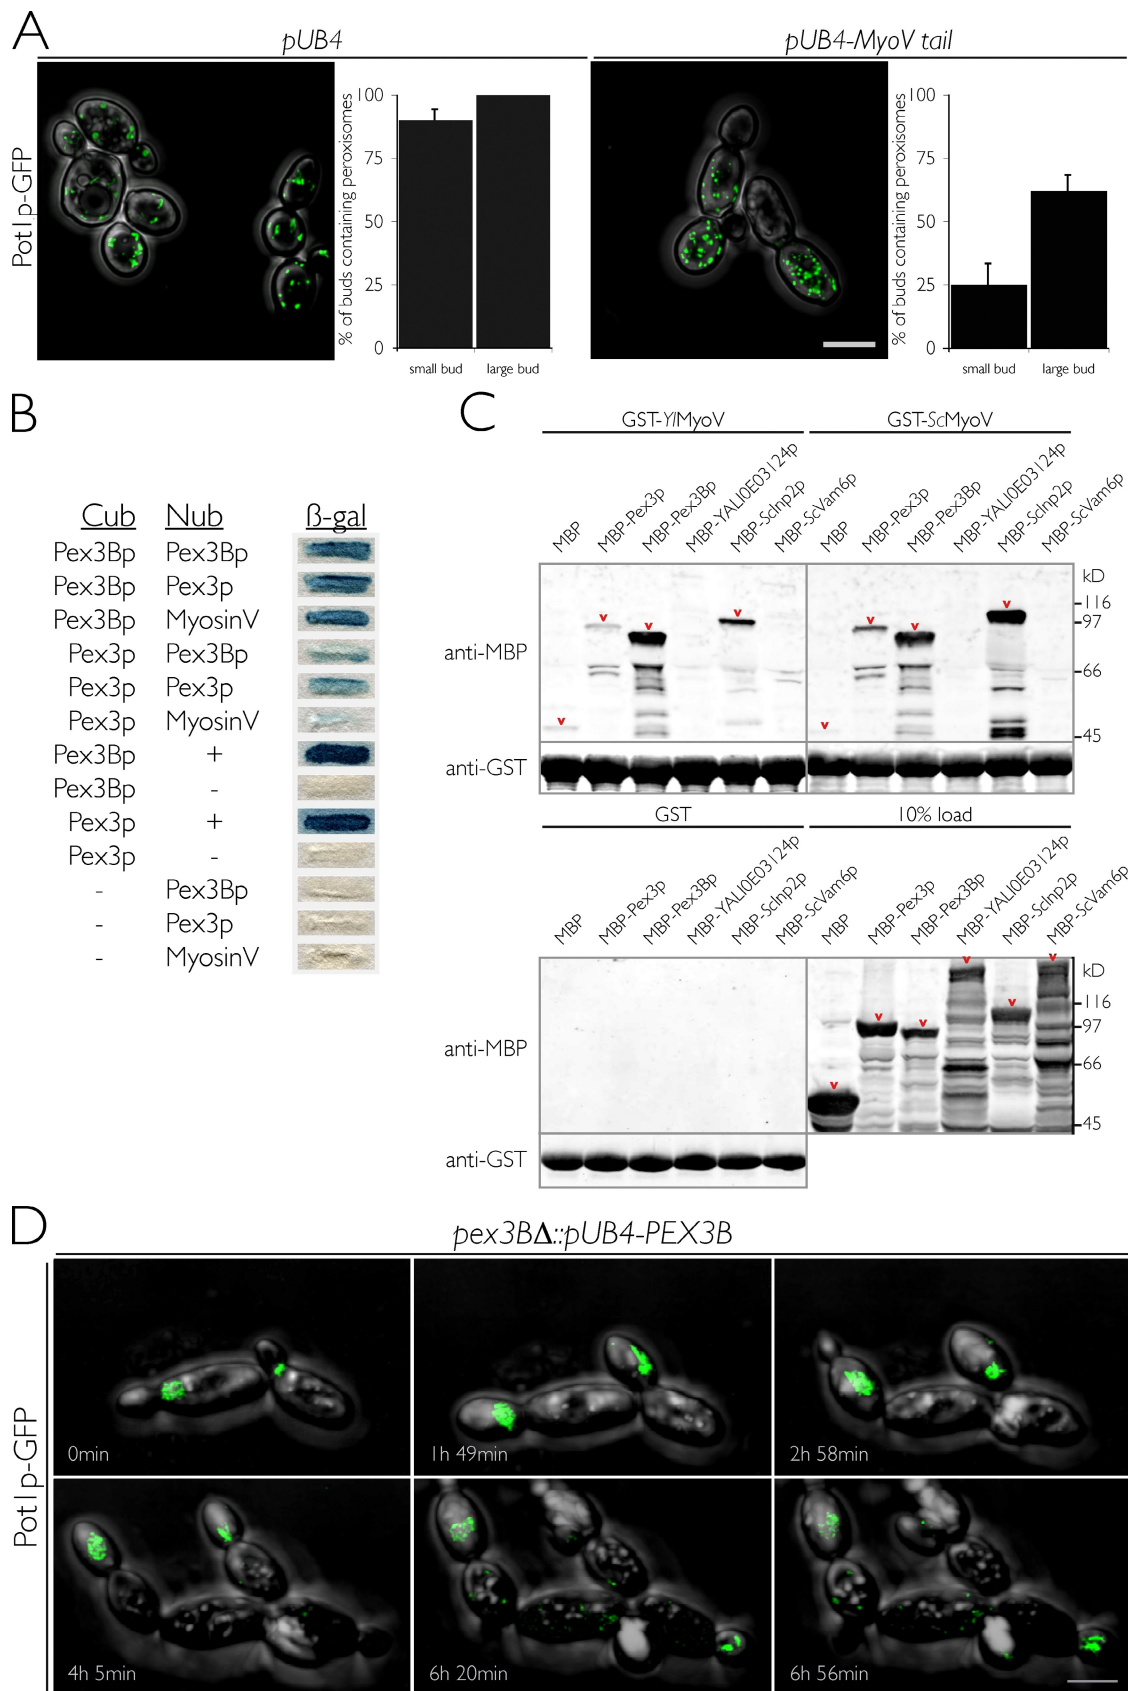 A
pUB4
pUB4-MyoV tail
Pot1p-GFP
% of buds containing peroxisomes
100
75
50
25
0
small bud
large bud
% of buds containing peroxisomes
100
75
50
25
0
small bud
large bud
B
Cub Nub ß-gal
Pex3Bp Pex3Bp
Pex3Bp Pex3p
Pex3Bp MyosinV
Pex3p Pex3Bp
Pex3p Pex3p
Pex3p MyosinV
Pex3Bp +
Pex3Bp -
Pex3p +
Pex3p -
- Pex3Bp
- Pex3p
- MyosinV
C
GST-YlMyoV
GST-ScMyoV
MBP
MBP-Pex3p
MBP-Pex3Bp
MBP-YALI0E03124p
MBP-ScInp2p
MBP-ScVam6p
MBP
MBP-Pex3p
MBP-Pex3Bp
MBP-YALI0E03124p
MBP-ScInp2p
MBP-ScVam6p
anti-MBP
kD
116
97
66
45
anti-GST
GST
10% load
MBP
MBP-Pex3p
MBP-Pex3Bp
MBP-YALI0E03124p
MBP-ScInp2p
MBP-ScVam6p
MBP
MBP-Pex3p
MBP-Pex3Bp
MBP-YALI0E03124p
MBP-ScInp2p
MBP-ScVam6p
anti-MBP
kD
116
97
66
45
anti-GST
D
pex3BΔ::pUB4-PEX3B
Pot1p-GFP
0min
1h 49min
2h 58min
4h 5min
6h 20min
6h 56min